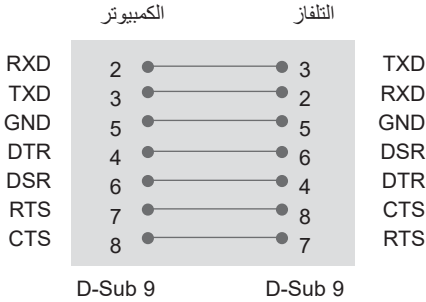 الكمبيوتر التلفاز
RXD 2 3 TXD
TXD 3 2 RXD
GND 5 5 GND
DTR 4 6 DSR
DSR 6 4 DTR
RTS 7 8 CTS
CTS 8 7 RTS
D-Sub 9 D-Sub 9